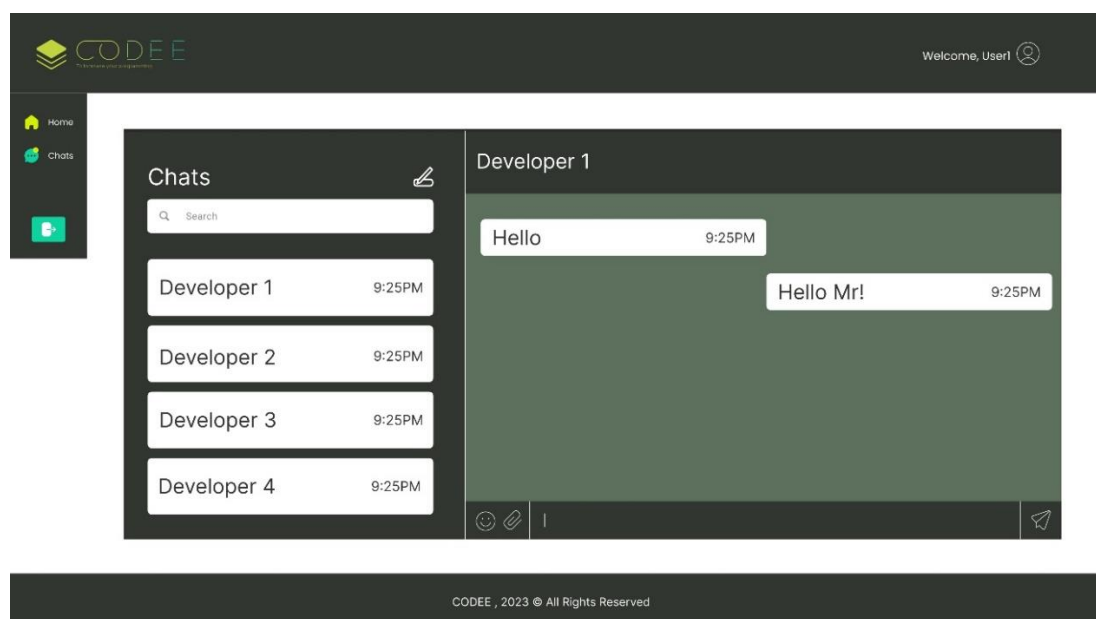 CODEE
Welcome, User1
Home
Chats
Chats
Search
Developer 1 9:25PM
Developer 2 9:25PM
Developer 3 9:25PM
Developer 4 9:25PM
Developer 1
Hello 9:25PM
Hello Mr! 9:25PM
CODEE , 2023 © All Rights Reserved